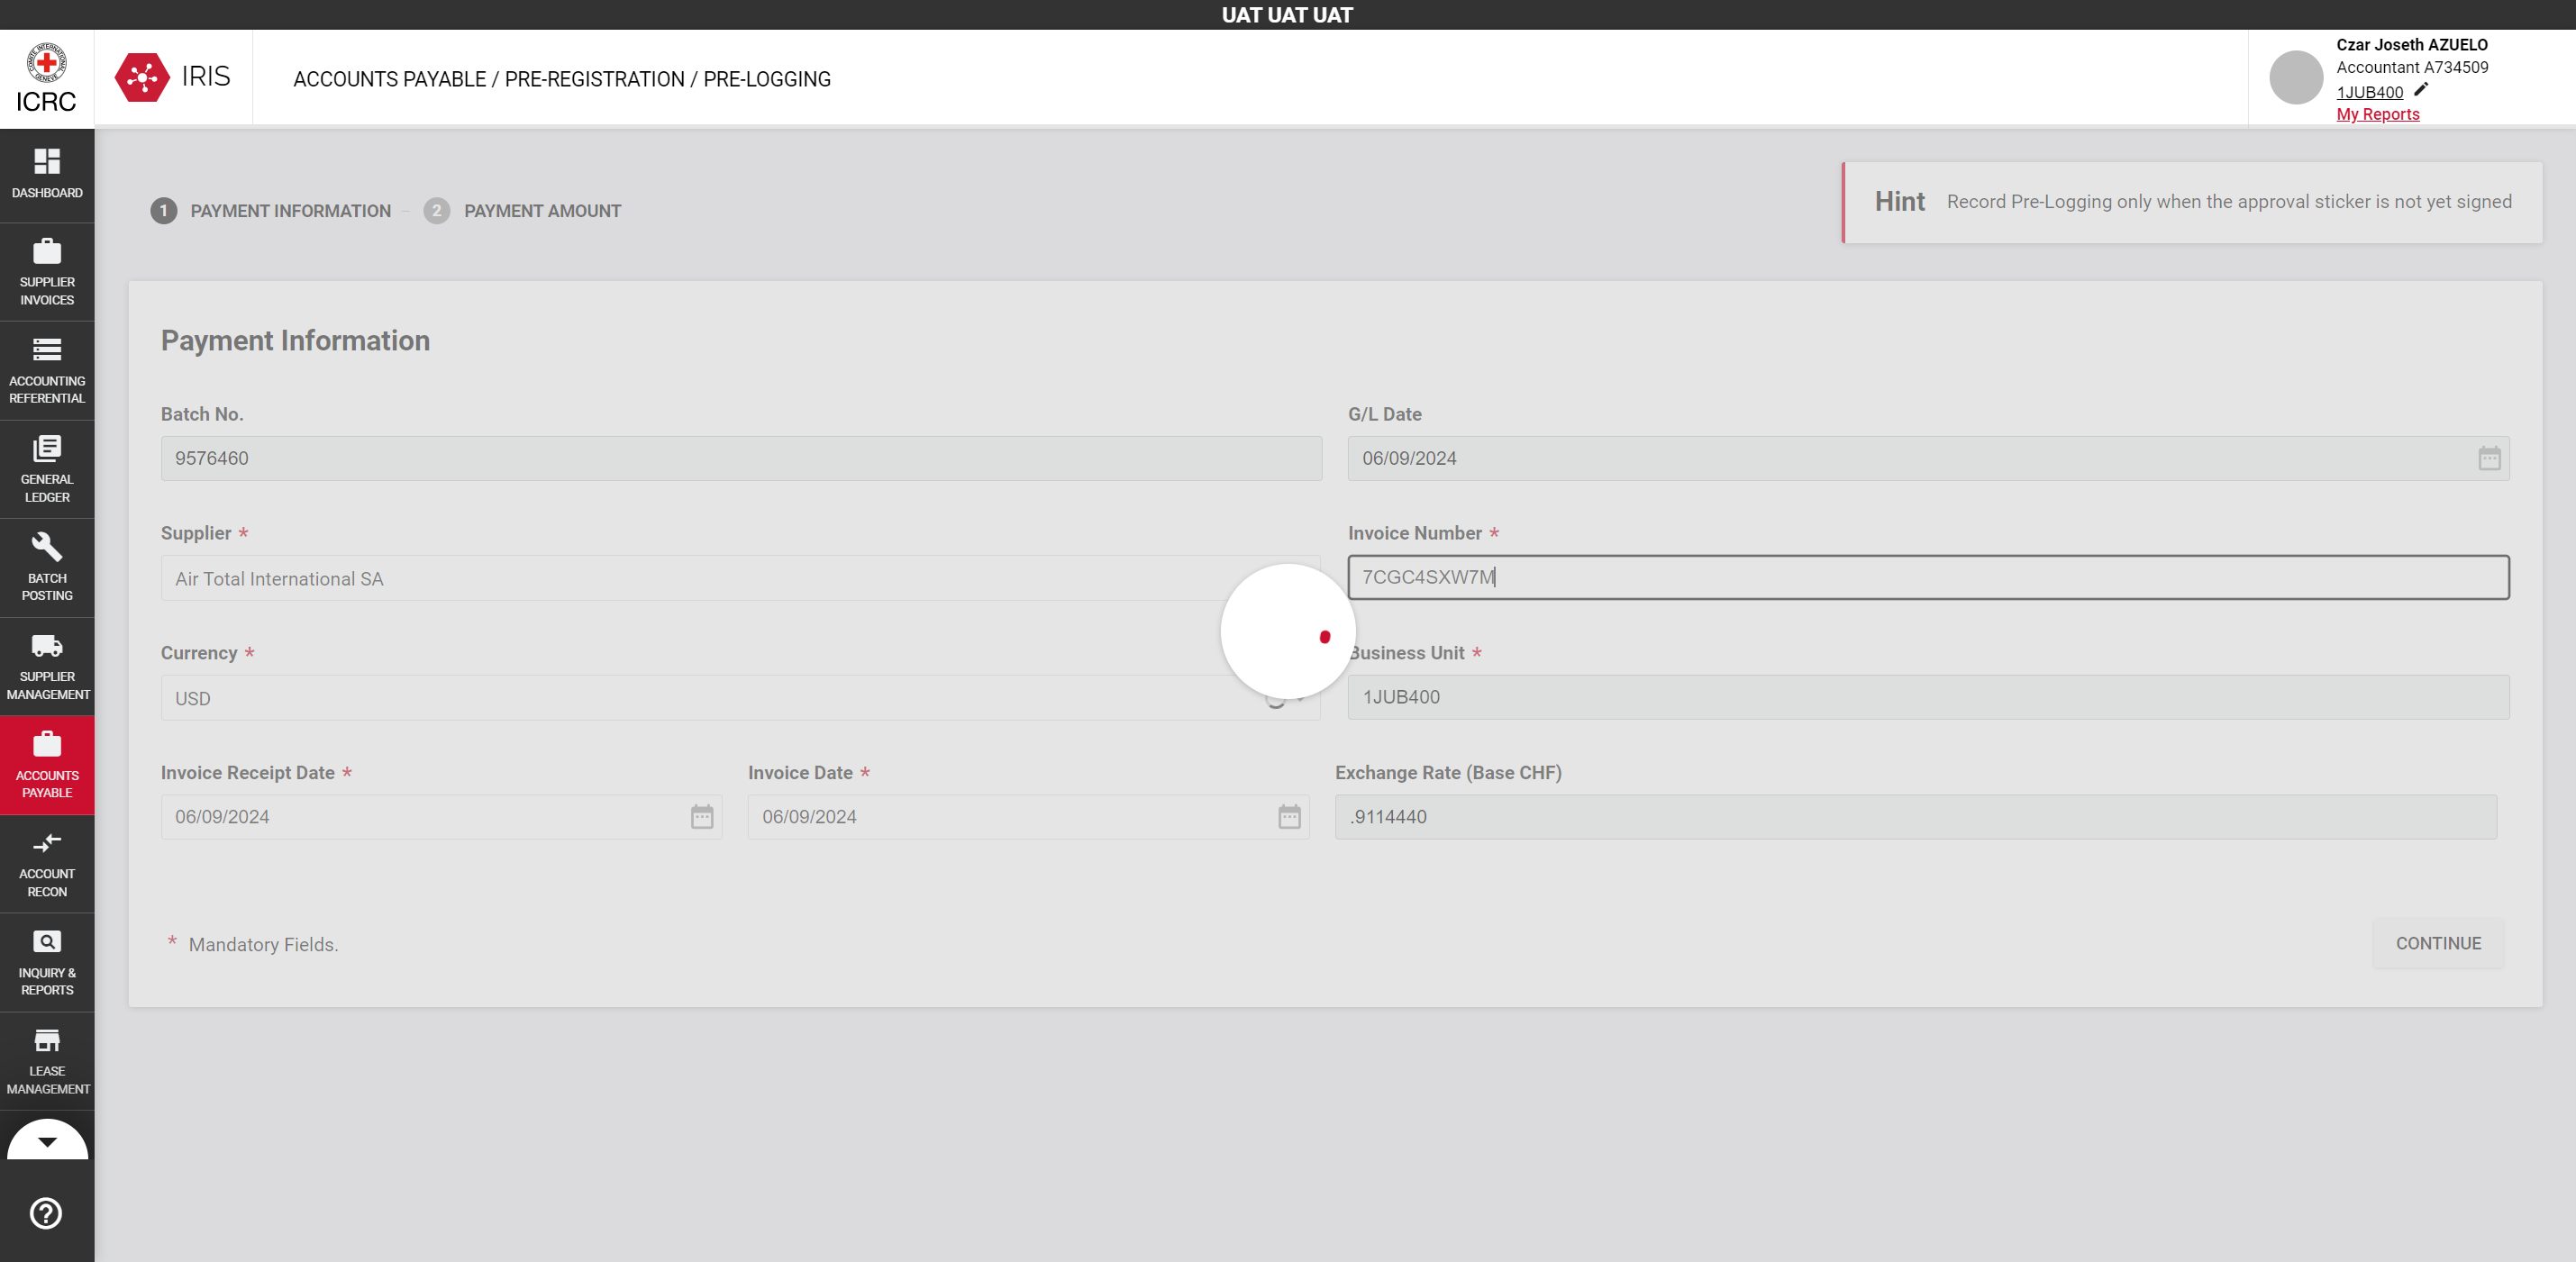 UAT UAT UAT
ICRC
IRIS
ACCOUNTS PAYABLE / PRE-REGISTRATION / PRE-LOGGING
Czar Joseth AZUELO
Accountant A734509
1JUB400
My Reports
DASHBOARD
SUPPLIER
INVOICES
ACCOUNTING
REFERENTIAL
GENERAL
LEDGER
BATCH
POSTING
SUPPLIER
MANAGEMENT
ACCOUNTS
PAYABLE
ACCOUNT
RECON
INQUIRY &
REPORTS
LEASE
MANAGEMENT
1 PAYMENT INFORMATION – 2 PAYMENT AMOUNT
Hint Record Pre-Logging only when the approval sticker is not yet signed
Payment Information
Batch No.
9576460
G/L Date
06/09/2024
Supplier *
Air Total International SA
Invoice Number *
7CGC4SXW7M
Currency *
USD
Business Unit *
1JUB400
Invoice Receipt Date *
06/09/2024
Invoice Date *
06/09/2024
Exchange Rate (Base CHF)
.9114440
* Mandatory Fields.
CONTINUE